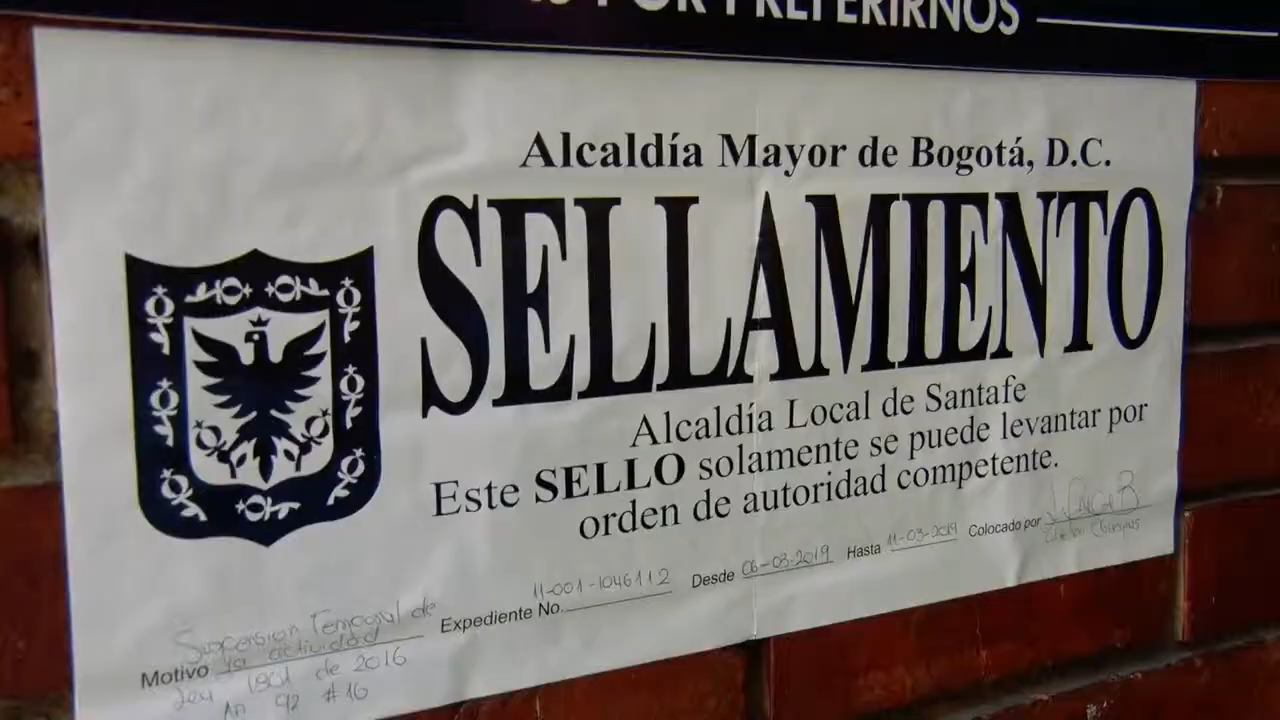 POR PREFERIRNOS
Alcaldía Mayor de Bogotá, D.C.
SELLAMIENTO
Alcaldía Local de Santafe
Este SELLO solamente se puede levantar por
orden de autoridad competente.
Expediente No. 11-001-1046112 Desde 06-03-2019 Hasta 11-03-2019 Colocado por
Suspension Temporal de
Motivo la actividad
Ley 1801 de 2016
92 #16